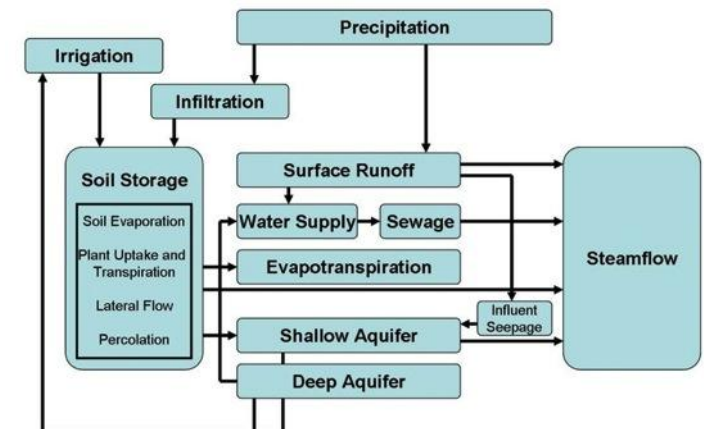 Precipitation
Irrigation
Infiltration
Soil Storage
Soil Evaporation
Plant Uptake and
Transpiration
Lateral Flow
Percolation
Surface Runoff
Water Supply
Sewage
Evapotranspiration
Influent
Seepage
Shallow Aquifer
Deep Aquifer
Steamflow